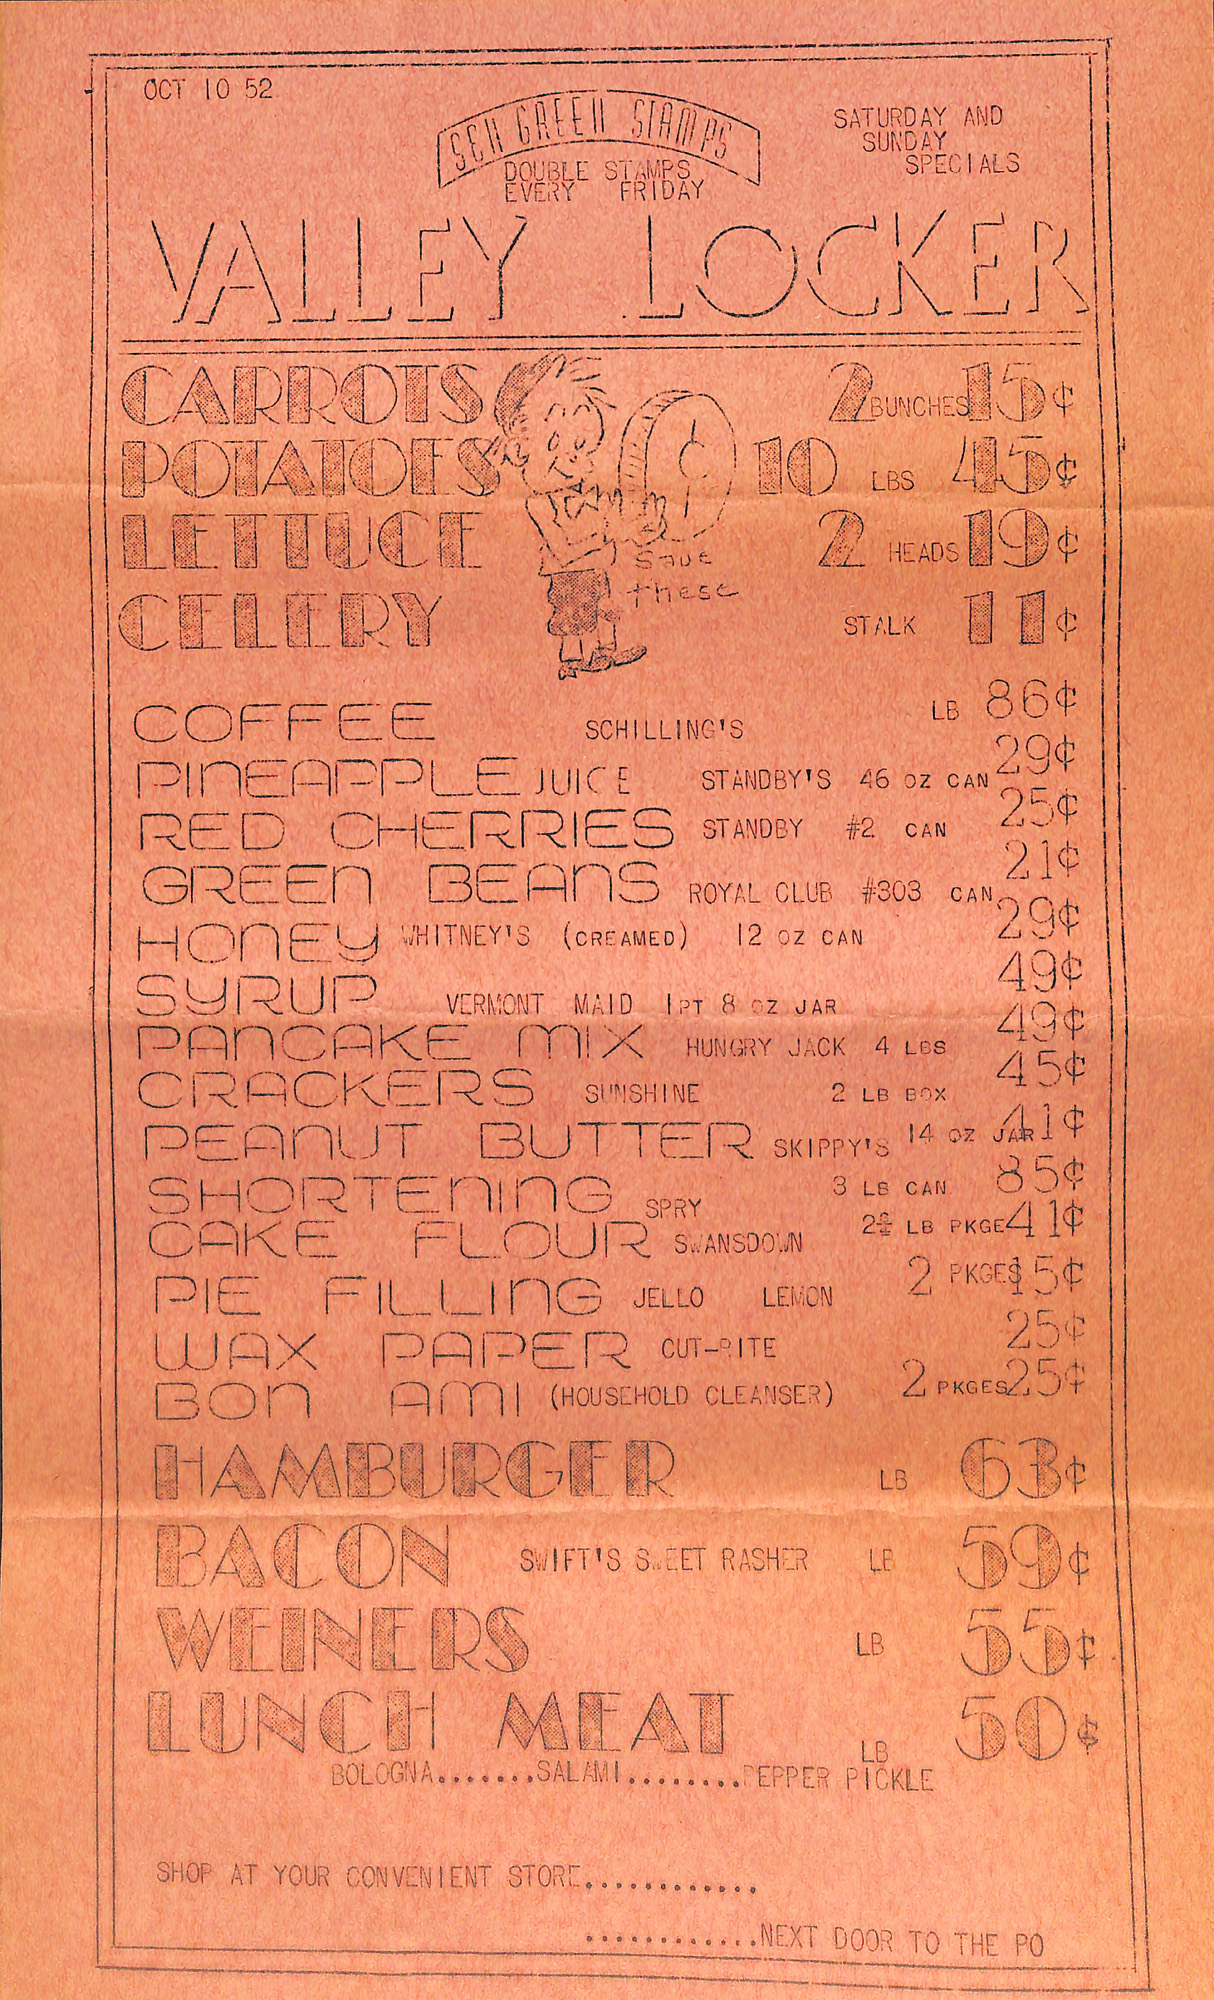 OCT 10 52
S&H GREEN STAMPS
DOUBLE STAMPS
EVERY FRIDAY
SATURDAY AND
SUNDAY
SPECIALS
VALLEY LOCKER
CARROTS 2 BUNCHES 15¢
POTATOES 10 LBS 45¢
LETTUCE 2 HEADS 19¢
Save
these
CELERY STALK 11¢
COFFEE SCHILLING'S LB 86¢
PINEAPPLE JUICE STANDBY'S 46 OZ CAN 29¢
RED CHERRIES STANDBY #2 CAN 25¢
GREEN BEANS ROYAL CLUB #303 CAN 21¢
HONEY WHITNEY'S (CREAMED) 12 OZ CAN 29¢
SYRUP VERMONT MAID 1PT 8 OZ JAR 49¢
PANCAKE MIX HUNGRY JACK 4 LBS 49¢
CRACKERS SUNSHINE 2 LB BOX 45¢
PEANUT BUTTER SKIPPY'S 14 OZ JAR 41¢
SHORTENING SPRY 3 LB CAN 85¢
CAKE FLOUR SWANSDOWN LB PKGE 41¢
PIE FILLING JELLO LEMON 2 PKGES 15¢
WAX PAPER CUT-RITE 25¢
BON AMI (HOUSEHOLD CLEANSER) 2 PKGES 25¢
HAMBURGER LB 63¢
BACON SWIFT'S SWEET RASHER LB 59¢
WEINERS LB 55¢
LUNCH MEAT LB 50¢
BOLOGNA.......SALAMI........PEPPER PICKLE
SHOP AT YOUR CONVENIENT STORE............
............NEXT DOOR TO THE PO